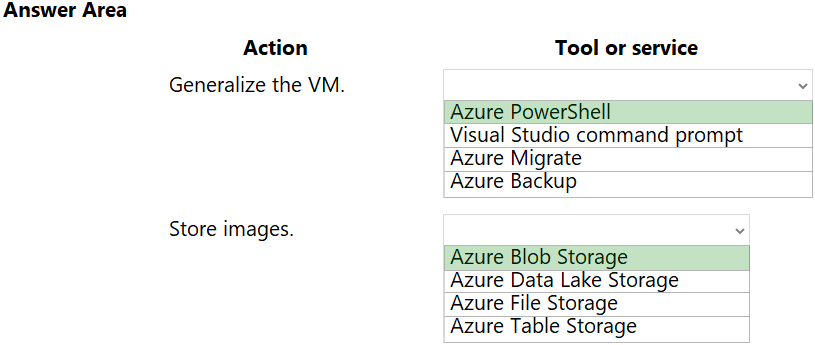 Answer Area
Action Tool or service
Generalize the VM.
Azure PowerShell
Visual Studio command prompt
Azure Migrate
Azure Backup
Store images.
Azure Blob Storage
Azure Data Lake Storage
Azure File Storage
Azure Table Storage